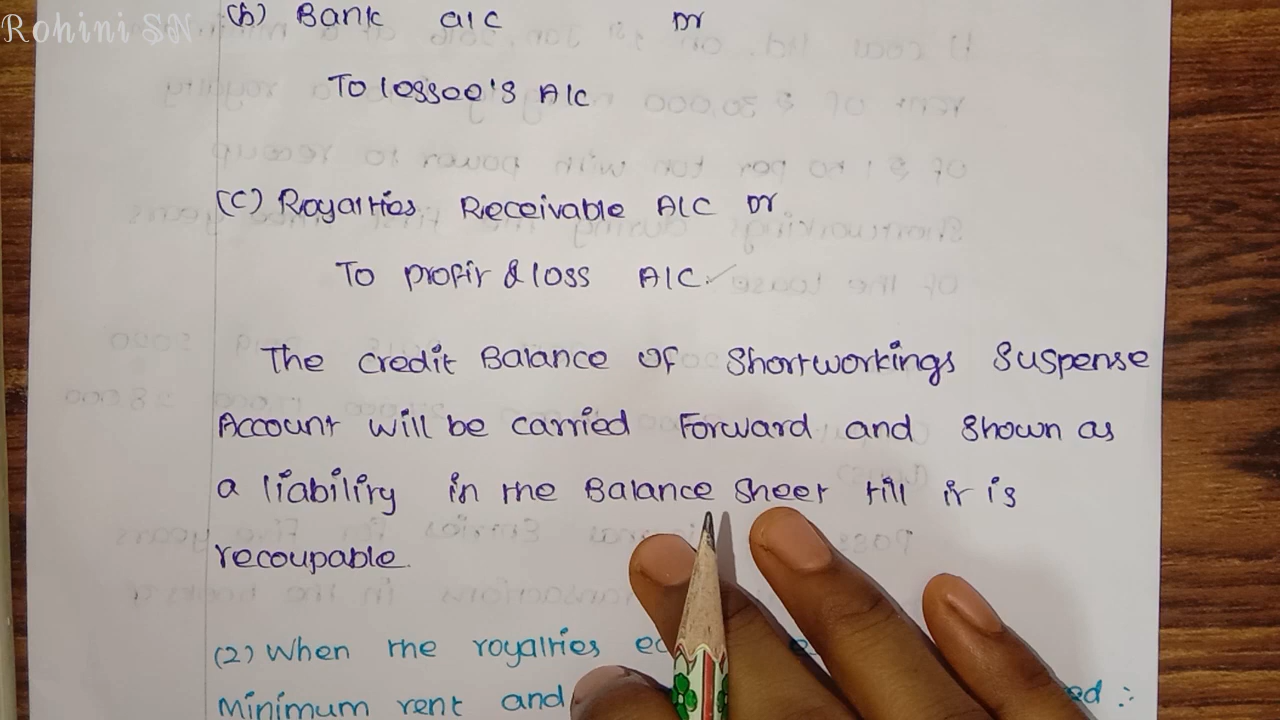 Rohini SN
(b) Bank a/c Dr
To lessee's A/c
(c) Royalties Receivable A/c Dr
To profit & loss A/c.
The credit Balance of Shortworkings Suspense
Account will be carried Forward and shown as
a liability in the Balance Sheet till it is
recoupable.
(2) When the royalties
Minimum rent and